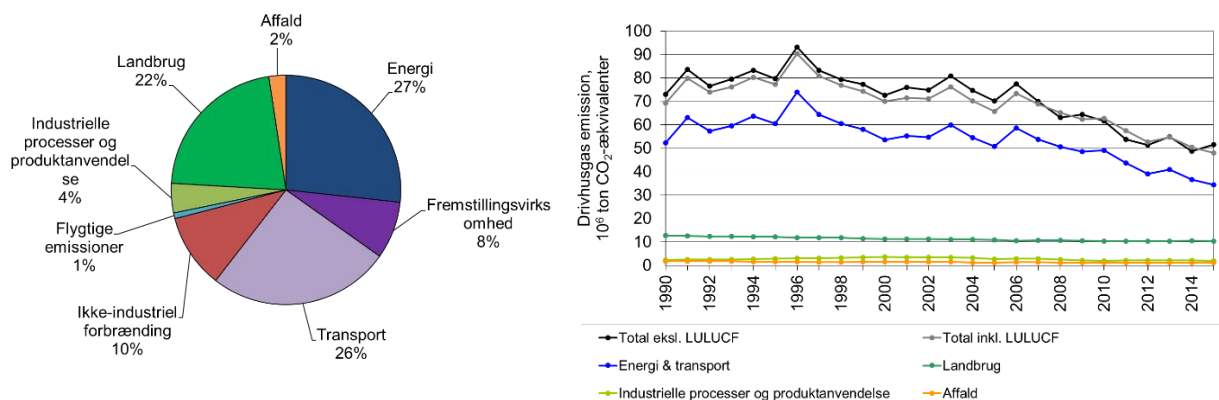 Affald
2%
Energi
27%
Fremstillingsvirks
omhed
8%
Transport
26%
Ikke-industriel
forbrænding
10%
Flygtige
emissioner
1%
Industrielle
processer og
produktanvendel
se
4%
Landbrug
22%
Drivhusgas emission,
10⁶ ton CO₂-ækvivalenter
100
90
80
70
60
50
40
30
20
10
0
1990
1992
1994
1996
1998
2000
2002
2004
2006
2008
2010
2012
2014
Total eksl. LULUCF
Total inkl. LULUCF
Energi & transport
Landbrug
Industrielle processer og produktanvendelse
Affald